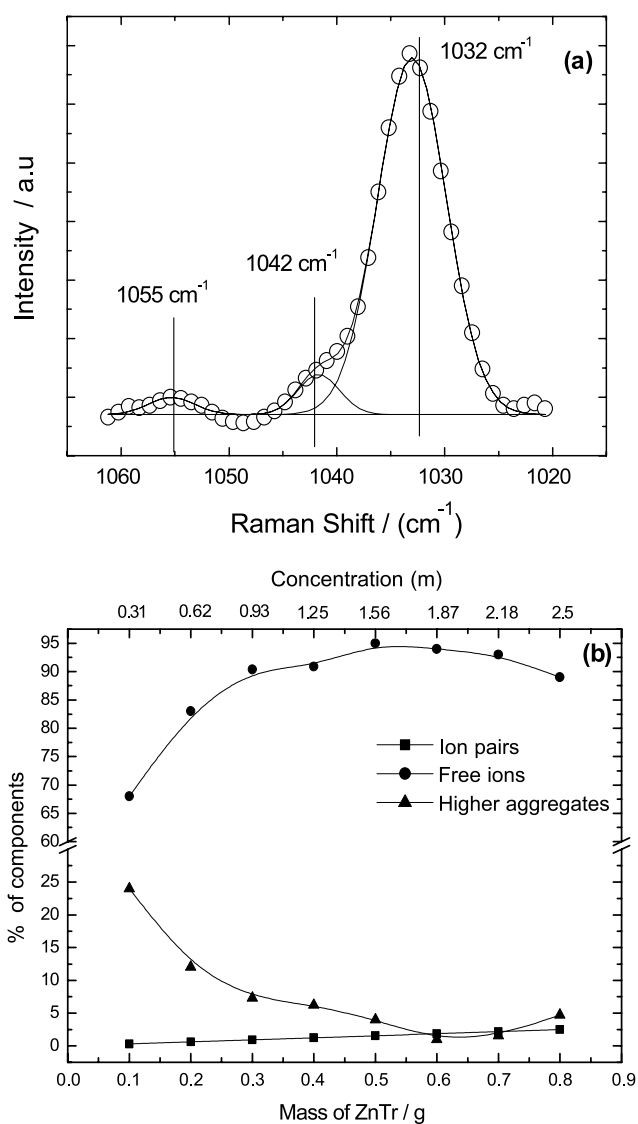 1032 cm⁻¹
(a)
1042 cm⁻¹
1055 cm⁻¹
Intensity / a.u
1060 1050 1040 1030 1020
Raman Shift / (cm⁻¹)
Concentration (m)
0.31 0.62 0.93 1.25 1.56 1.87 2.18 2.5
(b)
95
90
85
80
75
70
65
60
25
20
15
10
5
0
Ion pairs
Free ions
Higher aggregates
% of components
0.0 0.1 0.2 0.3 0.4 0.5 0.6 0.7 0.8 0.9
Mass of ZnTr / g